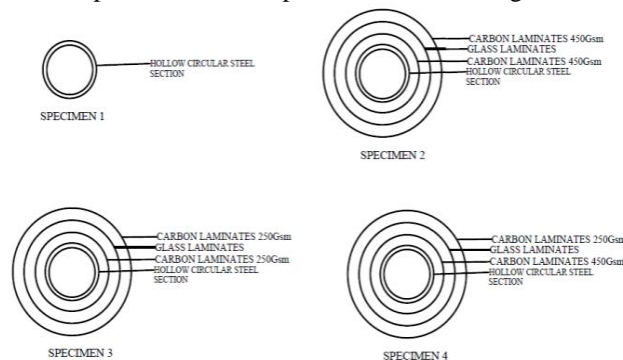 HOLLOW CIRCULAR STEEL
SECTION
SPECIMEN 1
CARBON LAMINATES 450Gsm
GLASS LAMINATES
CARBON LAMINATES 450Gsm
HOLLOW CIRCULAR STEEL
SECTION
SPECIMEN 2
CARBON LAMINATES 250Gsm
GLASS LAMINATES
CARBON LAMINATES 250Gsm
HOLLOW CIRCULAR STEEL
SECTION
SPECIMEN 3
CARBON LAMINATES 250Gsm
GLASS LAMINATES
CARBON LAMINATES 450Gsm
HOLLOW CIRCULAR STEEL
SECTION
SPECIMEN 4